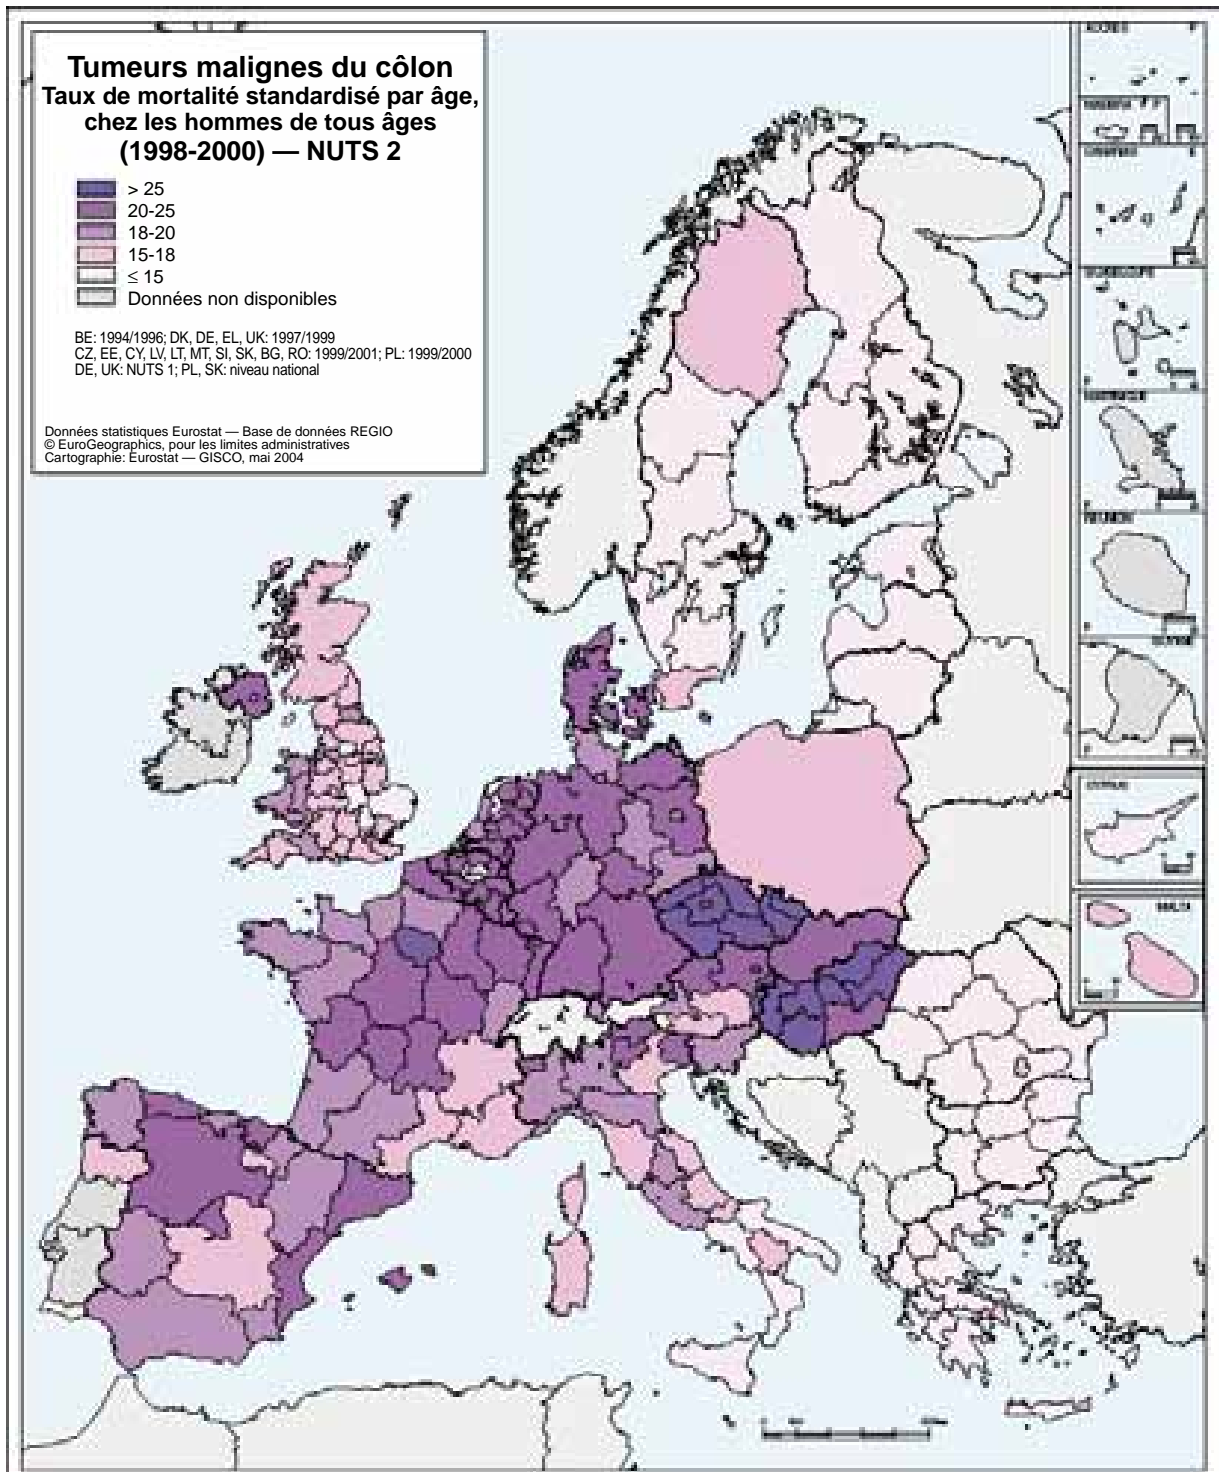 Tumeurs malignes du côlon
Taux de mortalité standardisé par âge,
chez les hommes de tous âges
(1998-2000) — NUTS 2
> 25
20-25
18-20
15-18
≤ 15
Données non disponibles
BE: 1994/1996; DK, DE, EL, UK: 1997/1999
CZ, EE, CY, LV, LT, MT, SI, SK, BG, RO: 1999/2001; PL: 1999/2000
DE, UK: NUTS 1; PL, SK: niveau national
Données statistiques Eurostat — Base de données REGIO
© EuroGeographics, pour les limites administratives
Cartographie: Eurostat — GISCO, mai 2004
GUADELOUPE
REUNION
CYPRUS
MALTA